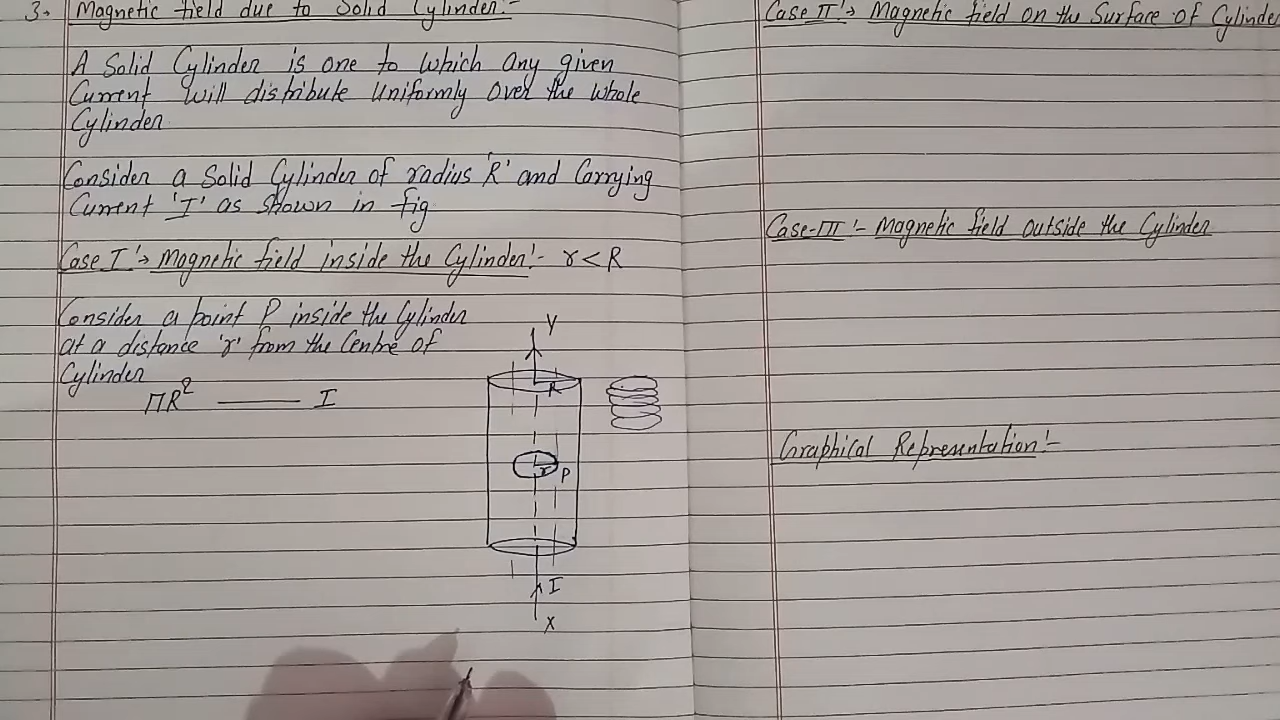 3. Magnetic field due to Solid Cylinder:-
A Solid Cylinder is one to which any given
Current will distribute Uniformly over the whole
Cylinder
Consider a Solid Cylinder of radius 'R' and Carrying
Current 'I' as shown in fig
Case I :→ Magnetic field inside the Cylinder:- r < R
Consider a point P inside the Cylinder
at a distance 'r' from the Centre of
Cylinder
πR² —— I
Y
R
r P
I
X
Case II :→ Magnetic field on the Surface of Cylinde
Case-III :- Magnetic field outside the Cylinder
Graphical Representation:-